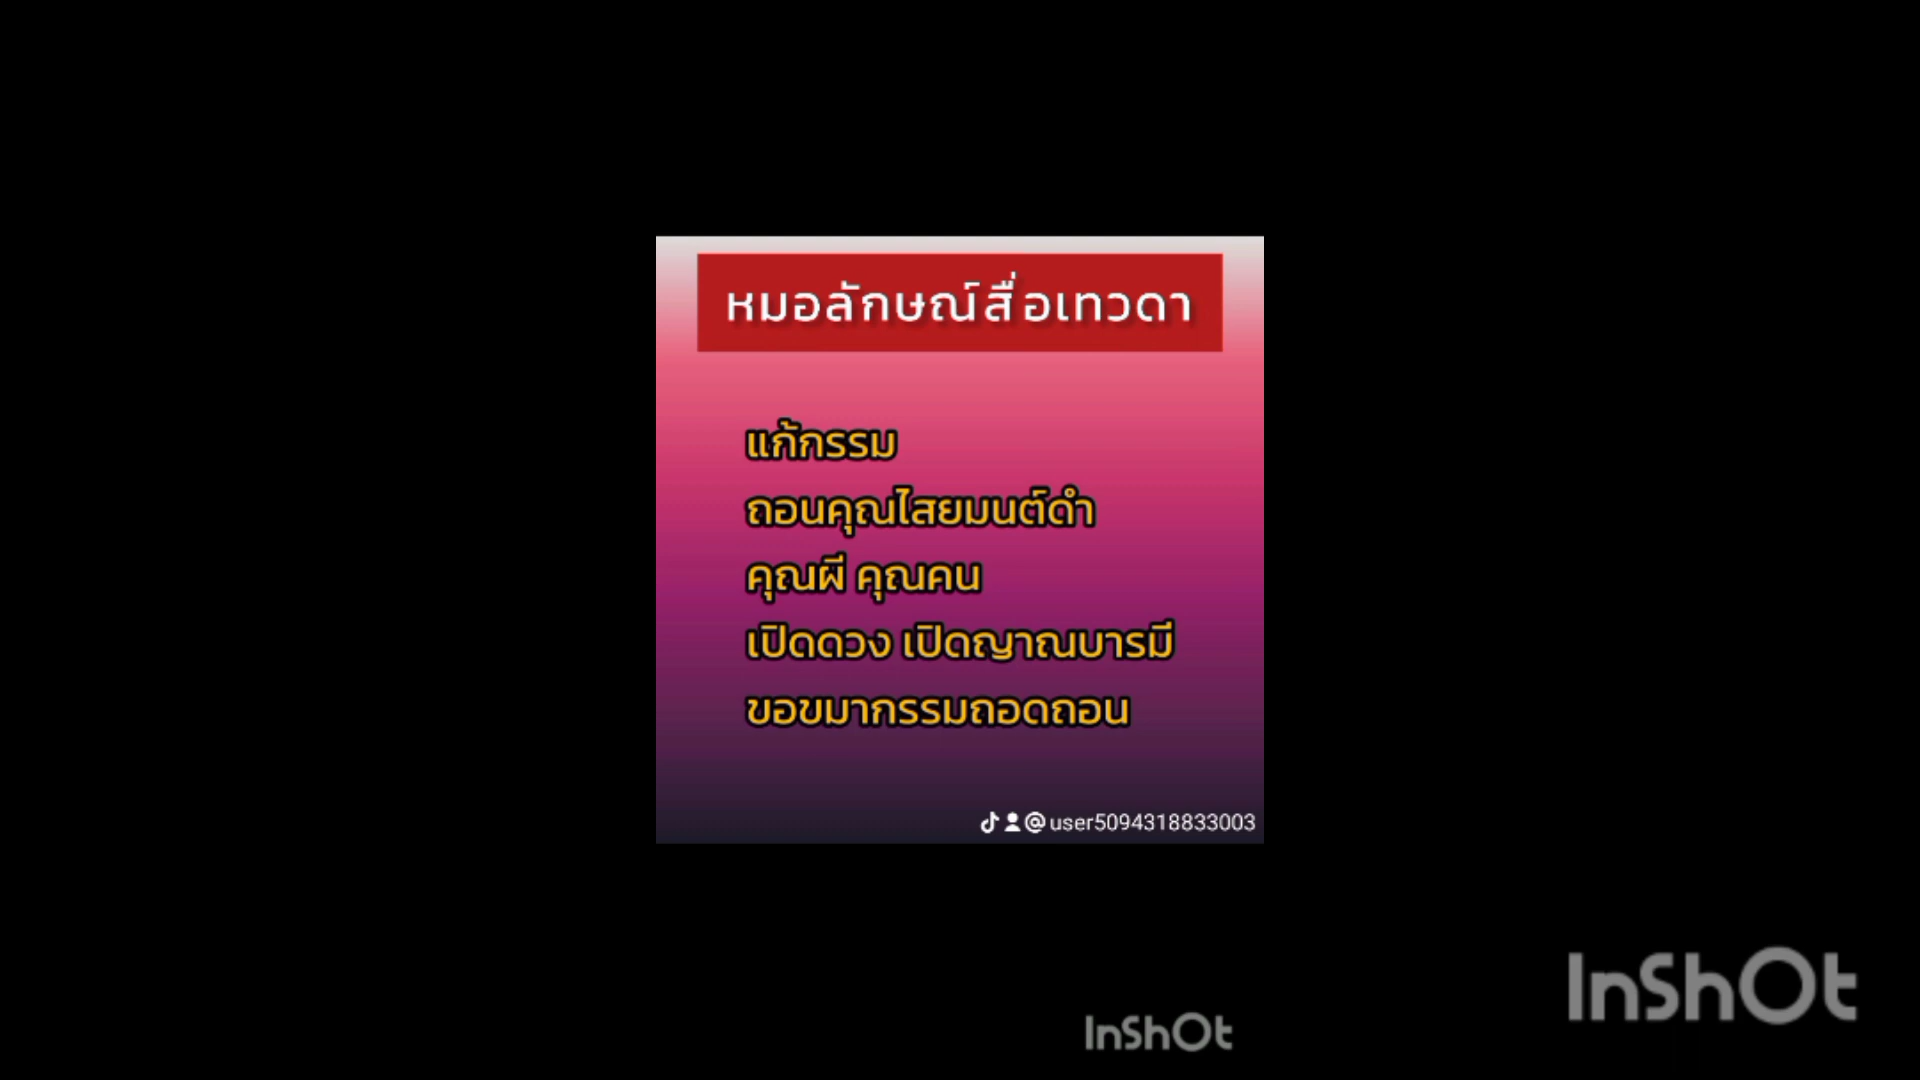 หมอลักษณ์สื่อเทวดา
แก้กรรม
ถอนคุณไสยมนต์ดำ
คุณผี คุณคน
เปิดดวง เปิดญาณบารมี
ขอขมากรรมถอดถอน
@user5094318833003
InShOt
InShOt